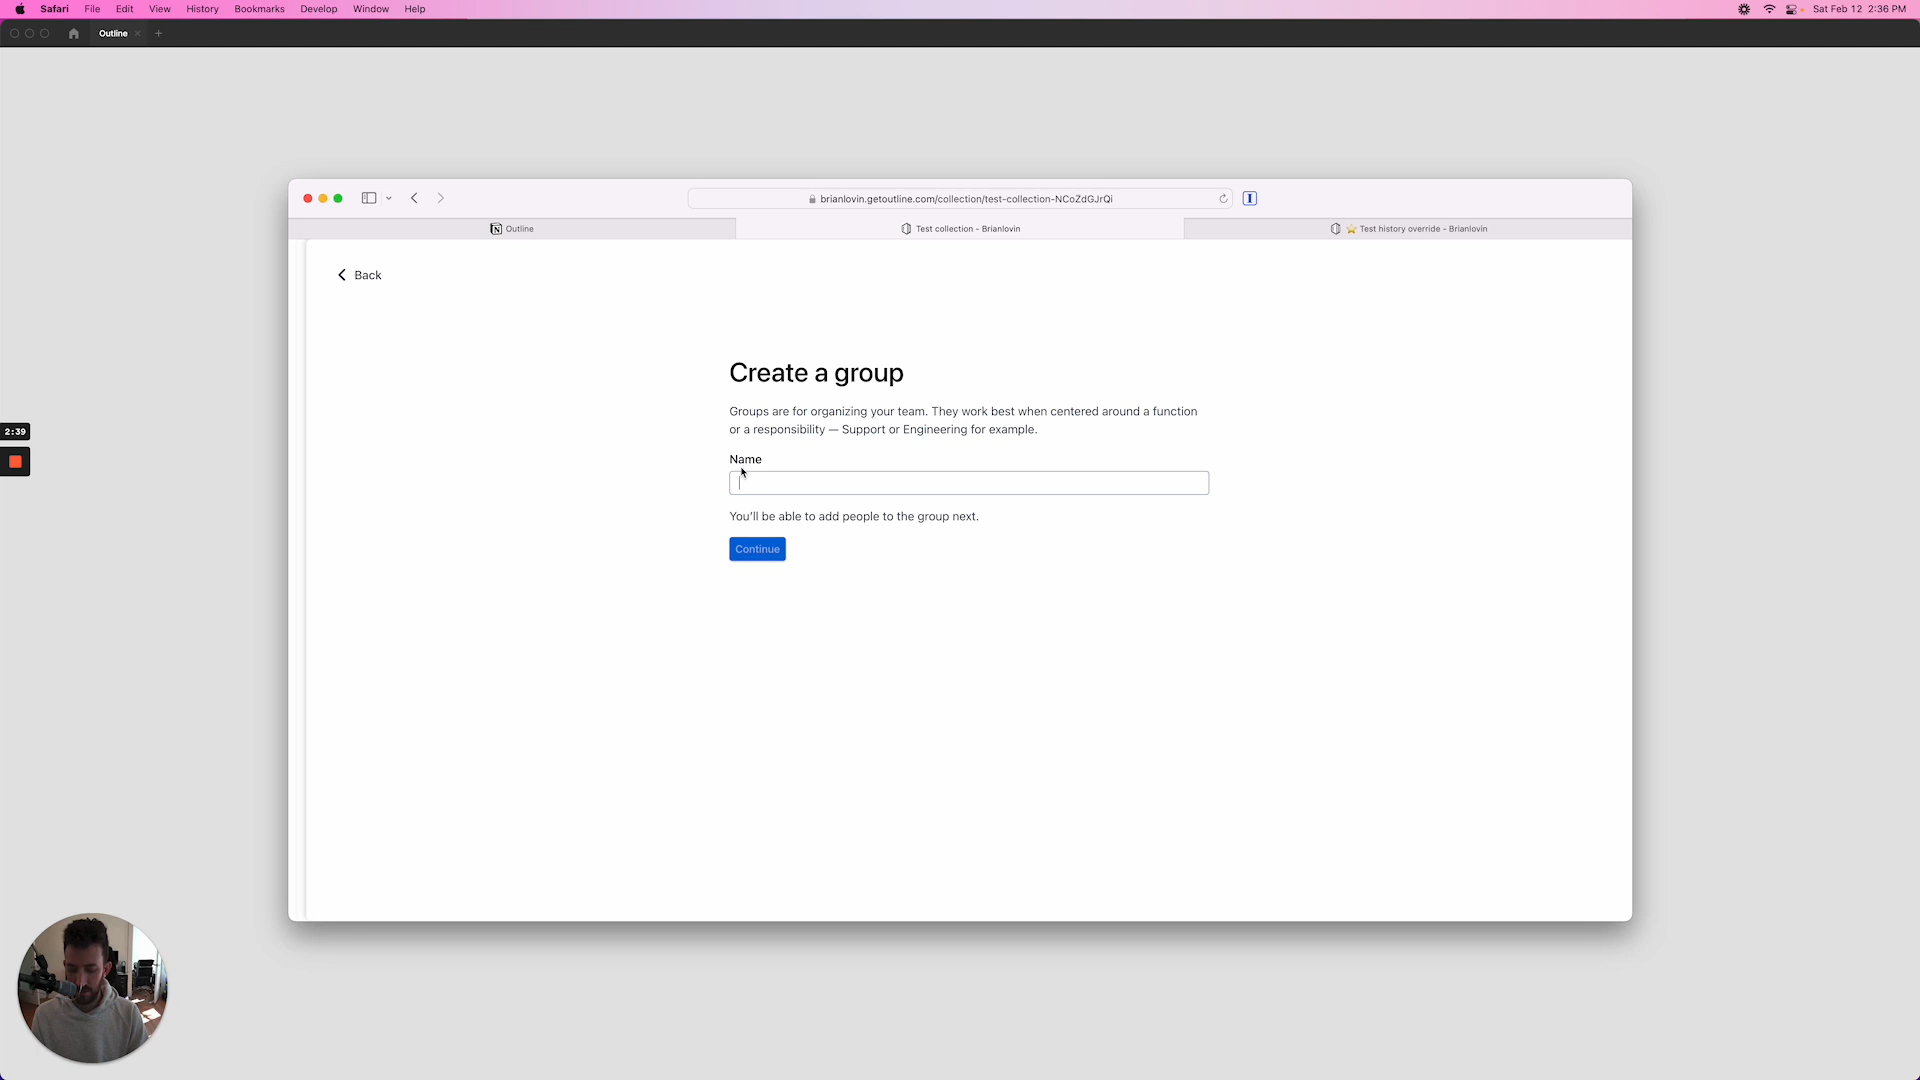 Safari File Edit View History Bookmarks Develop Window Help Sat Feb 12 2:36 PM
Outline
brianlovin.getoutline.com/collection/test-collection-NCoZdGJrQi
Outline
Test collection - Brianlovin
⭐ Test history override - Brianlovin
Back
Create a group
Groups are for organizing your team. They work best when centered around a function
or a responsibility — Support or Engineering for example.
2:39
Name
You’ll be able to add people to the group next.
Continue